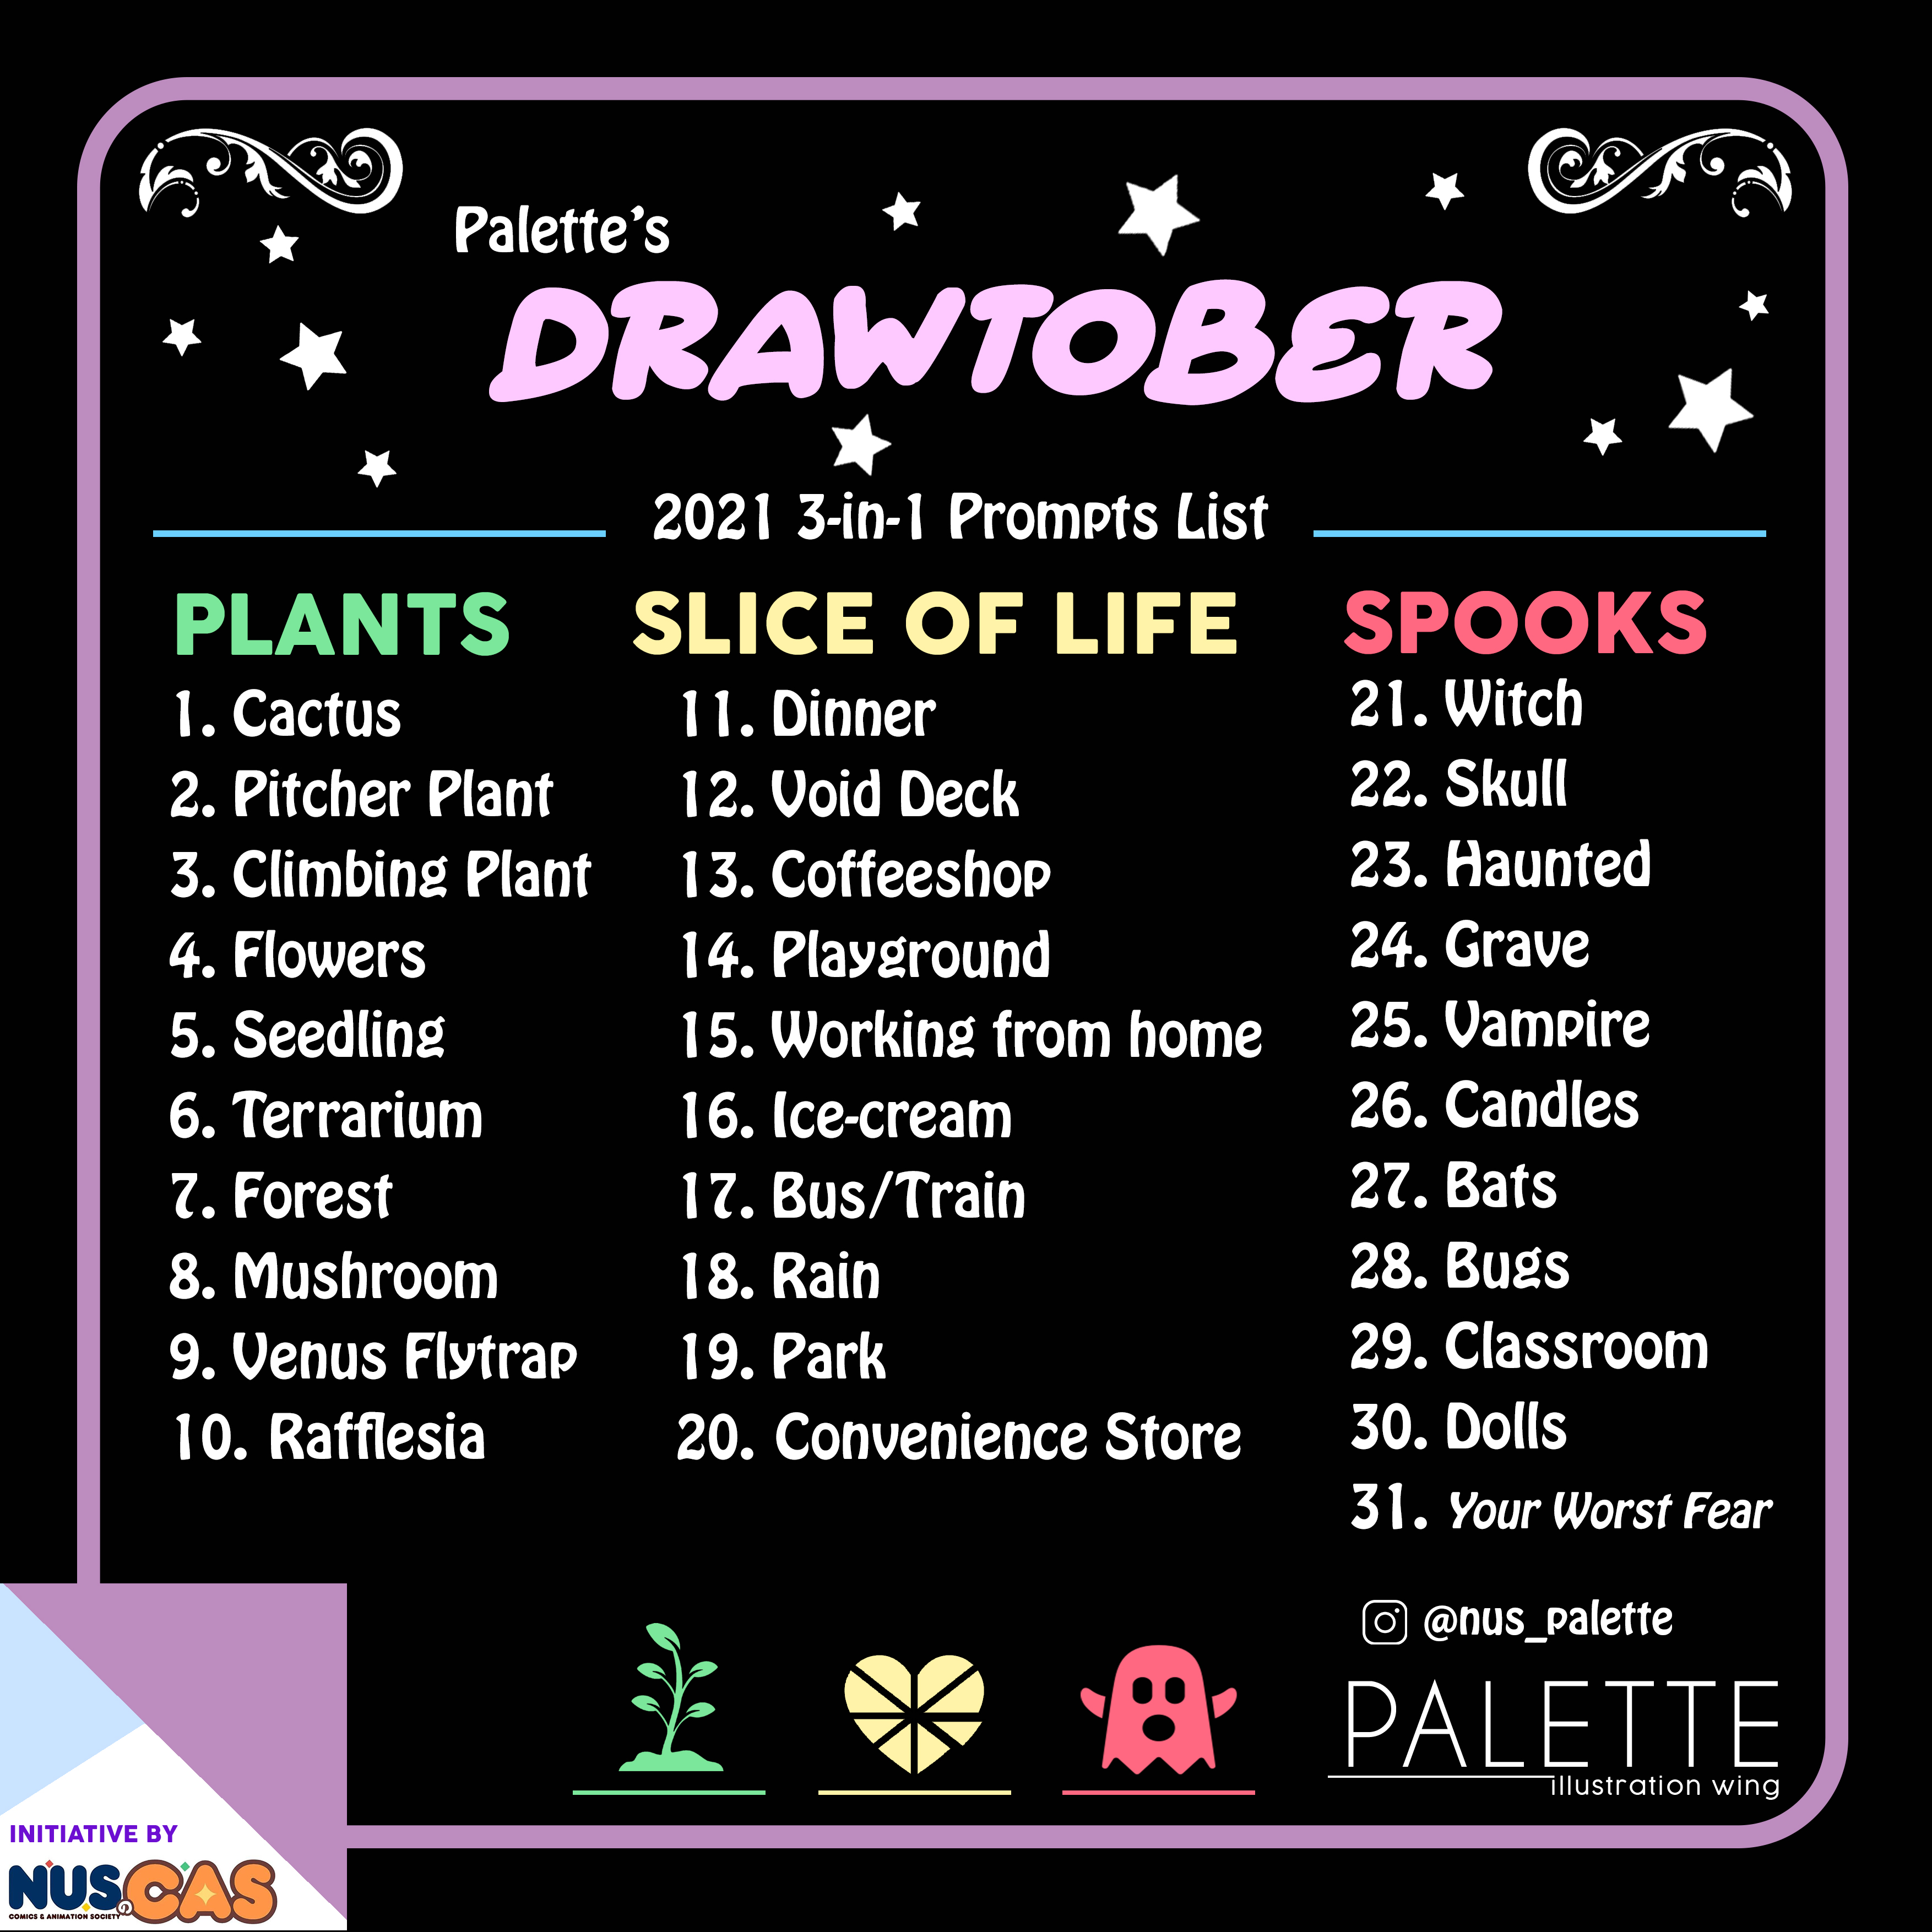 Palette's
DRAWTOBER
2021 3-in-1 Prompts List
PLANTS
1. Cactus
2. Pitcher Plant
3. Climbing Plant
4. Flowers
5. Seedling
6. Terrarium
7. Forest
8. Mushroom
9. Venus Flytrap
10. Rafflesia
SLICE OF LIFE
11. Dinner
12. Void Deck
13. Coffeeshop
14. Playground
15. Working from home
16. Ice-cream
17. Bus/Train
18. Rain
19. Park
20. Convenience Store
SPOOKS
21. Witch
22. Skull
23. Haunted
24. Grave
25. Vampire
26. Candles
27. Bats
28. Bugs
29. Classroom
30. Dolls
31. Your Worst Fear
@nus_palette
PALETTE
illustration wing
INITIATIVE BY
NUSCAS
COMICS & ANIMATION SOCIETY